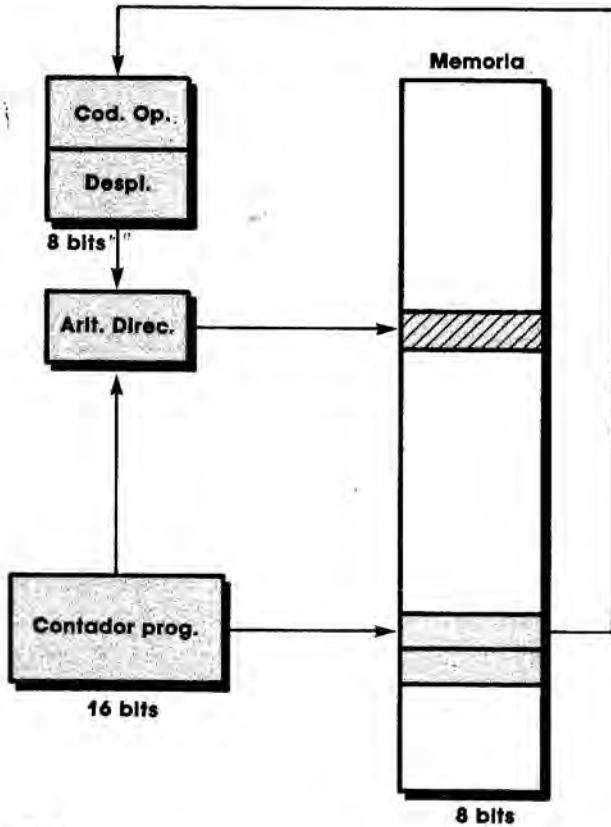 Memoria
Cod. Op.
Despl.
8 bits
Arit. Direc.
Contador prog.
16 bits
8 bits